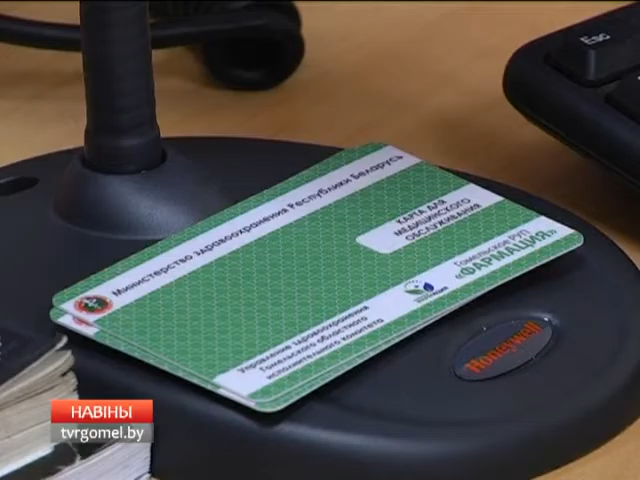 Esc
Министерство здравоохранения Республики Беларусь
КАРТА ДЛЯ
МЕДИЦИНСКОГО
ОБСЛУЖИВАНИЯ
Гомельское РУП
«ФАРМАЦИЯ»
Управление здравоохранения
Гомельского областного
исполнительного комитета
Honeywell
НАВІНЫ
tvrgomel.by